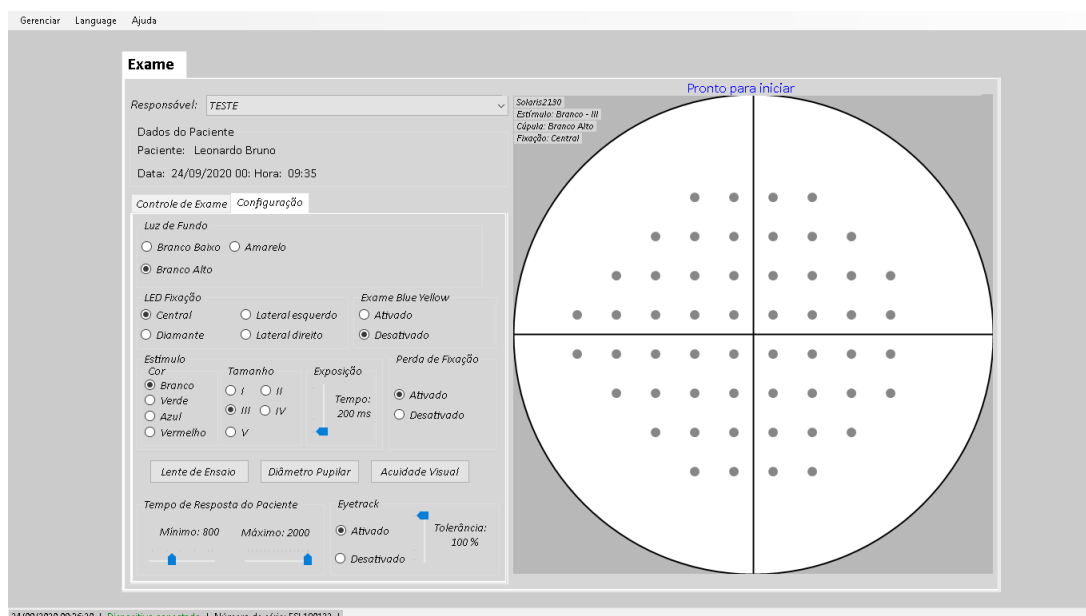 Gerenciar Language Ajuda
Exame
Pronto para iniciar
Responsável: TESTE
Dados do Paciente
Paciente: Leonardo Bruno
Data: 24/09/2020 00: Hora: 09:35
Controle de Exame Configuração
Luz de Fundo
Branco Baixo Amarelo
Branco Alto
LED Fixação
Central Lateral esquerdo
Diamante Lateral direito
Exame Blue Yellow
Ativado
Desativado
Estímulo
Cor
Branco
Verde
Azul
Vermelho
Tamanho
I II
III IV
V
Exposição
Tempo:
200 ms
Perda de Fixação
Ativado
Desativado
Lente de Ensaio Diâmetro Pupilar Acuidade Visual
Tempo de Resposta do Paciente
Mínimo: 800 Máximo: 2000
Eyetrack
Ativado
Desativado
Tolerância:
100 %
Solaris2130
Estímulo: Branco - III
Cúpula: Branco Alto
Fixação: Central